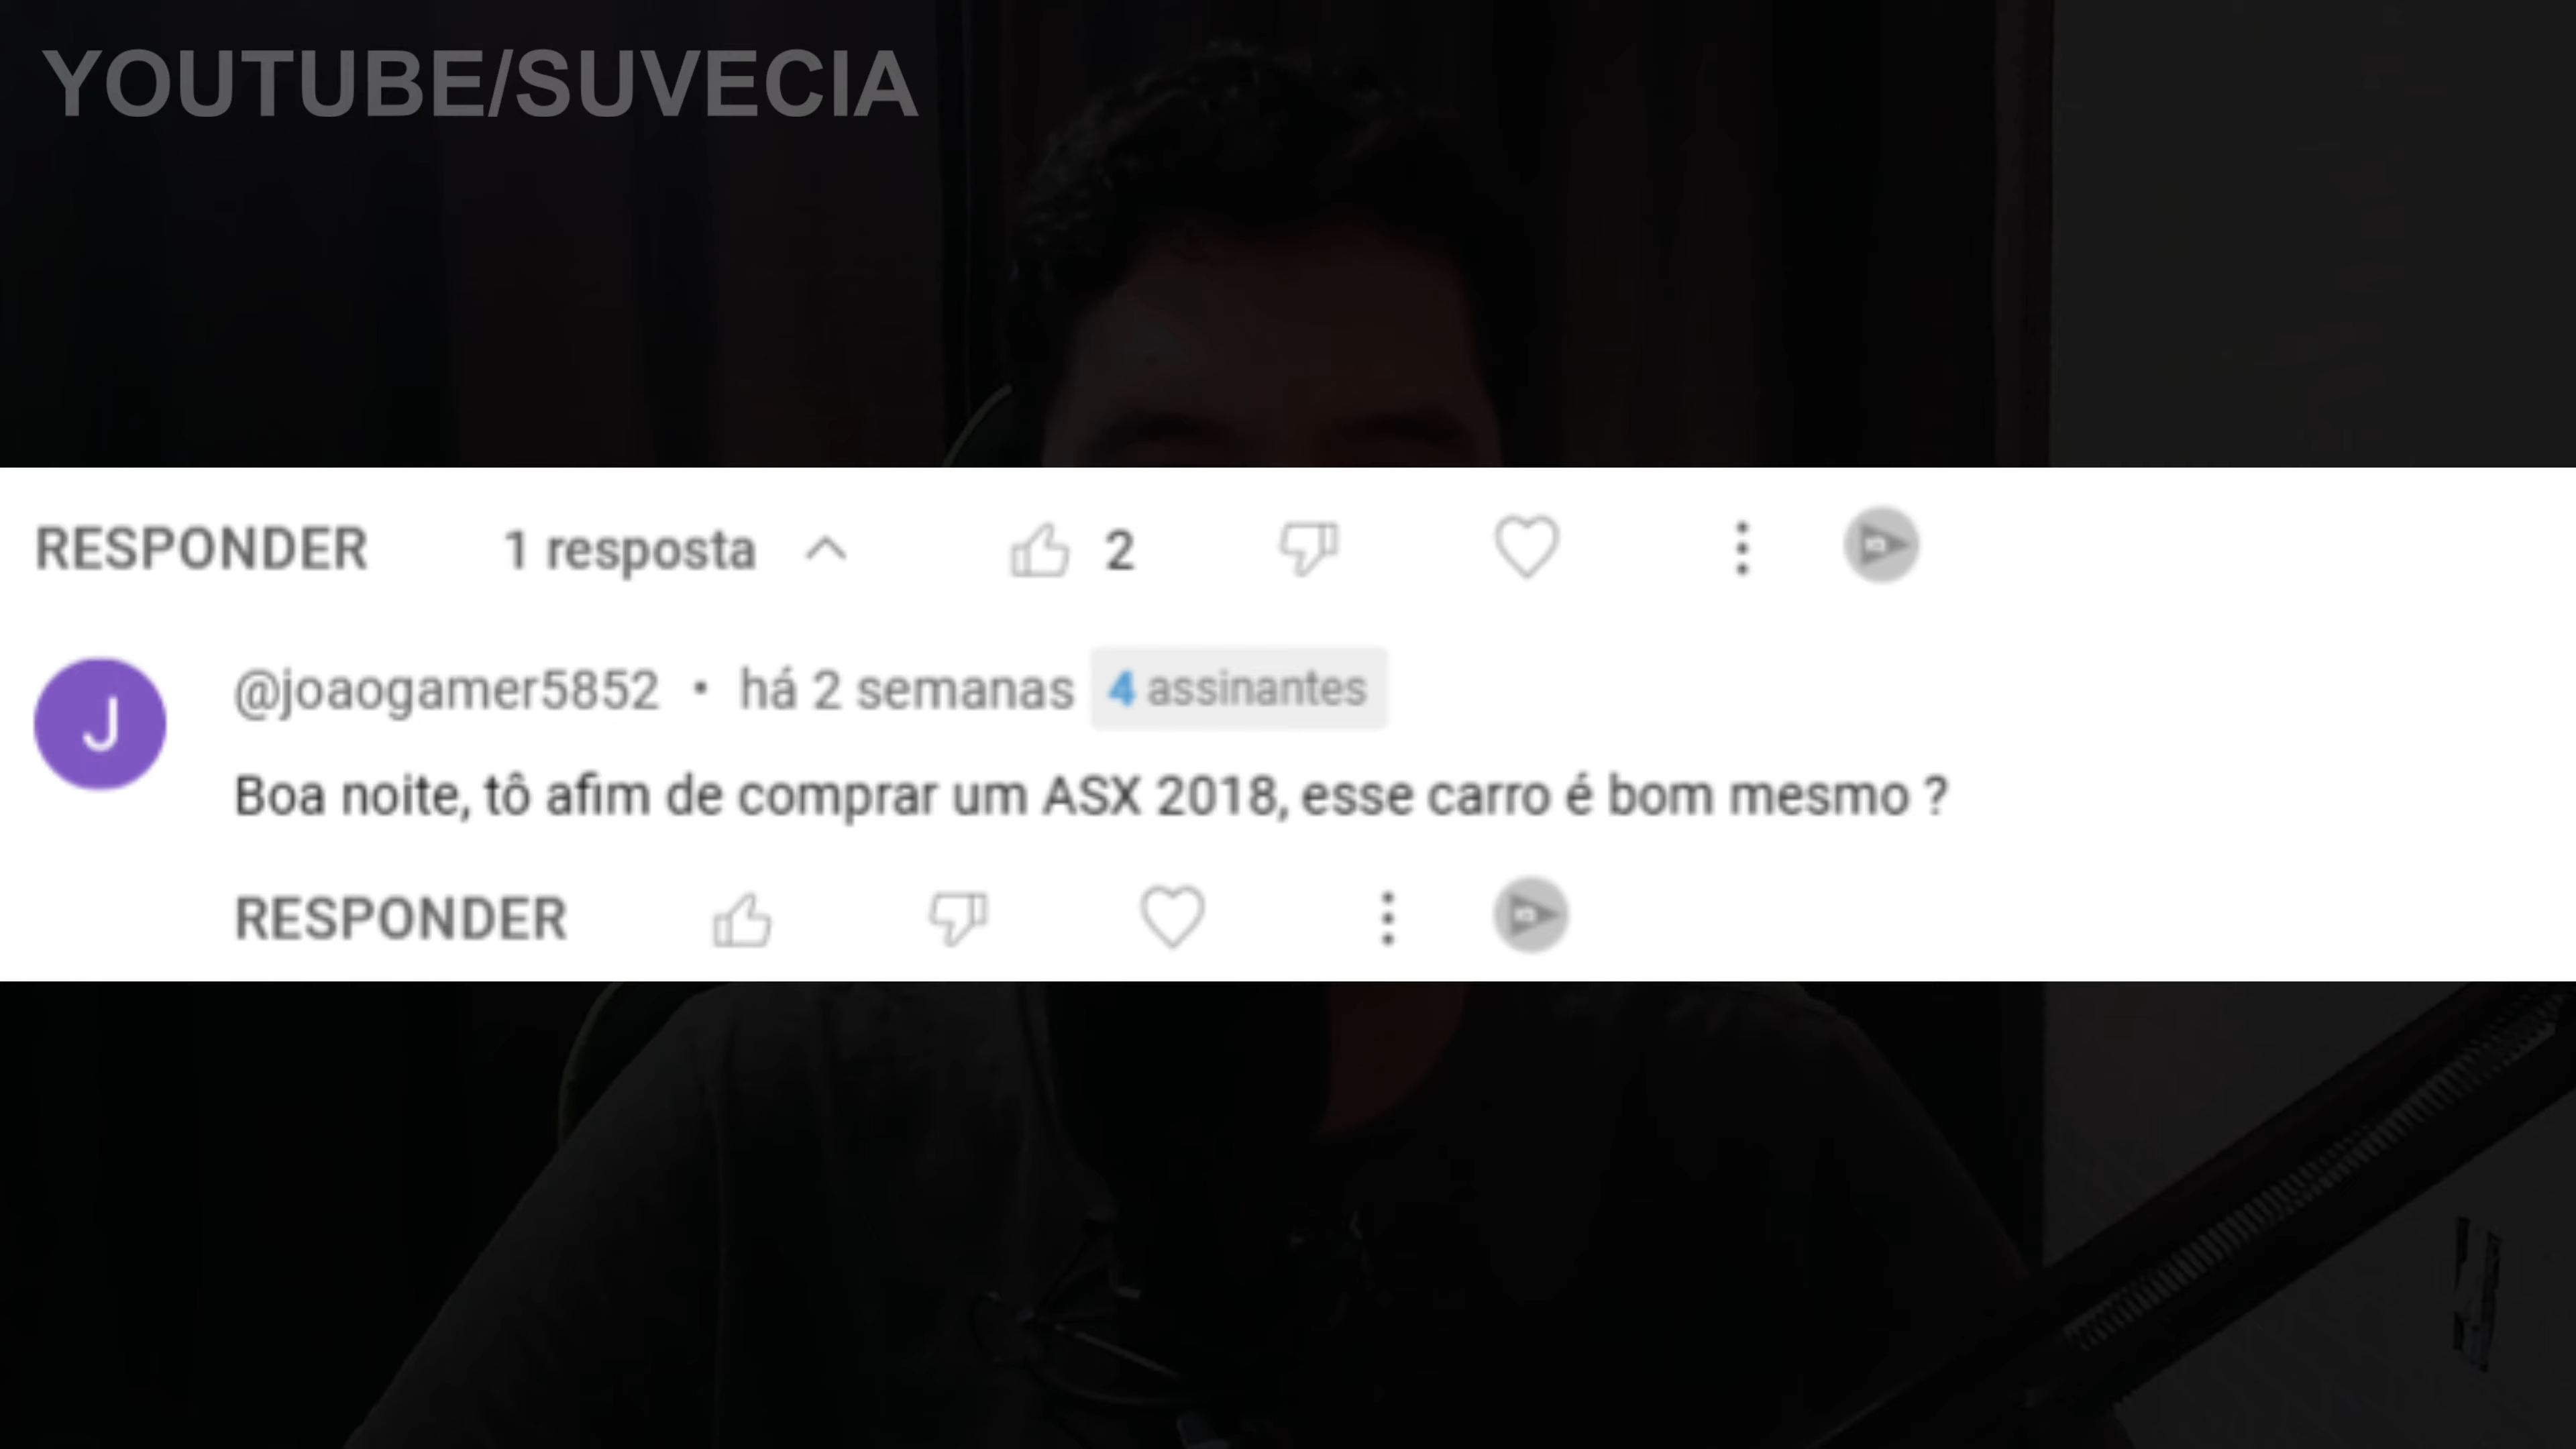 YOUTUBE/SUVECIA
RESPONDER 1 resposta 2
J
@joaogamer5852 • há 2 semanas 4 assinantes
Boa noite, tô afim de comprar um ASX 2018, esse carro é bom mesmo ?
RESPONDER